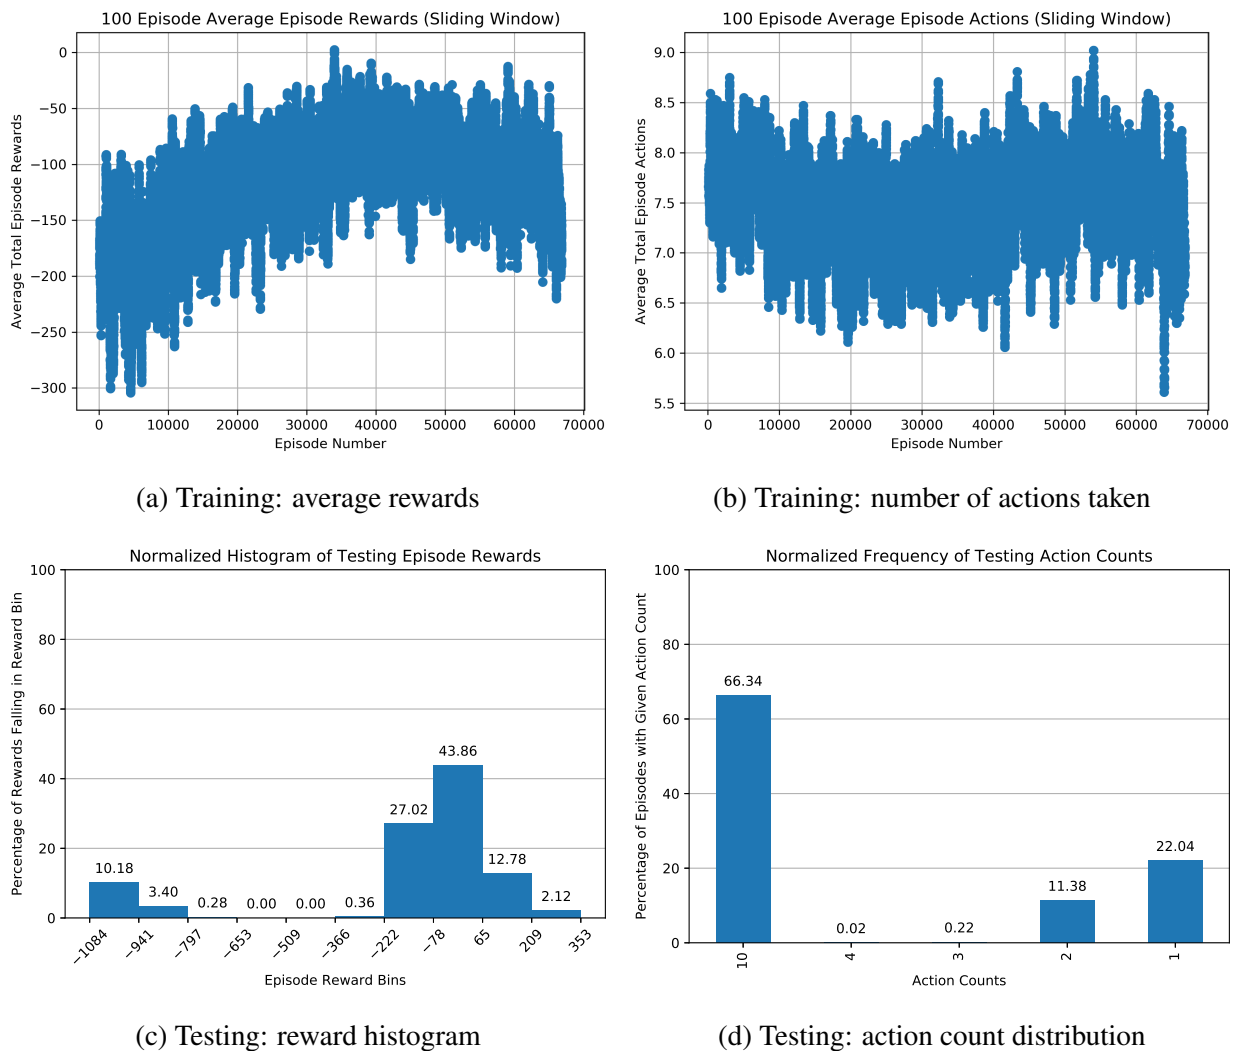 100 Episode Average Episode Rewards (Sliding Window)
Average Total Episode Rewards
0
−50
−100
−150
−200
−250
−300
0 10000 20000 30000 40000 50000 60000 70000
Episode Number
(a) Training: average rewards
100 Episode Average Episode Actions (Sliding Window)
Average Total Episode Actions
9.0
8.5
8.0
7.5
7.0
6.5
6.0
5.5
0 10000 20000 30000 40000 50000 60000 70000
Episode Number
(b) Training: number of actions taken
Normalized Histogram of Testing Episode Rewards
Percentage of Rewards Falling in Reward Bin
100
80
60
40
20
0
10.18 3.40 0.28 0.00 0.00 0.36 27.02 43.86 12.78 2.12
−1084 −941 −797 −653 −509 −366 −222 −78 65 209 353
Episode Reward Bins
(c) Testing: reward histogram
Normalized Frequency of Testing Action Counts
Percentage of Episodes with Given Action Count
100
80
60
40
20
0
66.34 0.02 0.22 11.38 22.04
10 4 3 2 1
Action Counts
(d) Testing: action count distribution